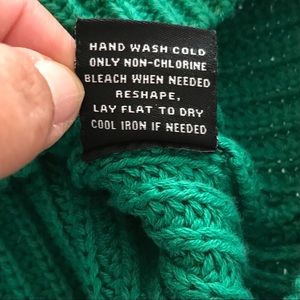 HAND WASH COLD
ONLY NON-CHLORINE
BLEACH WHEN NEEDED
RESHAPE,
LAY FLAT TO DRY
COOL IRON IF NEEDED